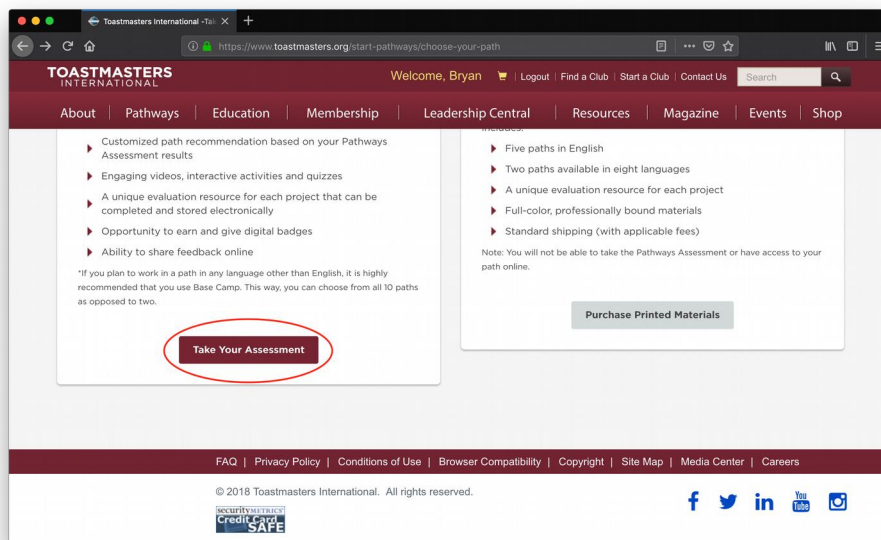 Toastmasters International -Tak
https://www.toastmasters.org/start-pathways/choose-your-path
TOASTMASTERS
INTERNATIONAL
Welcome, Bryan | Logout | Find a Club | Start a Club | Contact Us
Search
About | Pathways | Education | Membership | Leadership Central | Resources | Magazine | Events | Shop
Customized path recommendation based on your Pathways
Assessment results
Engaging videos, interactive activities and quizzes
A unique evaluation resource for each project that can be
completed and stored electronically
Opportunity to earn and give digital badges
Ability to share feedback online
*If you plan to work in a path in any language other than English, it is highly
recommended that you use Base Camp. This way, you can choose from all 10 paths
as opposed to two.
Take Your Assessment
includes:
Five paths in English
Two paths available in eight languages
A unique evaluation resource for each project
Full-color, professionally bound materials
Standard shipping (with applicable fees)
Note: You will not be able to take the Pathways Assessment or have access to your
path online.
Purchase Printed Materials
FAQ | Privacy Policy | Conditions of Use | Browser Compatibility | Copyright | Site Map | Media Center | Careers
© 2018 Toastmasters International. All rights reserved.
securityMETRICS
Credit Card
SAFE
You
Tube